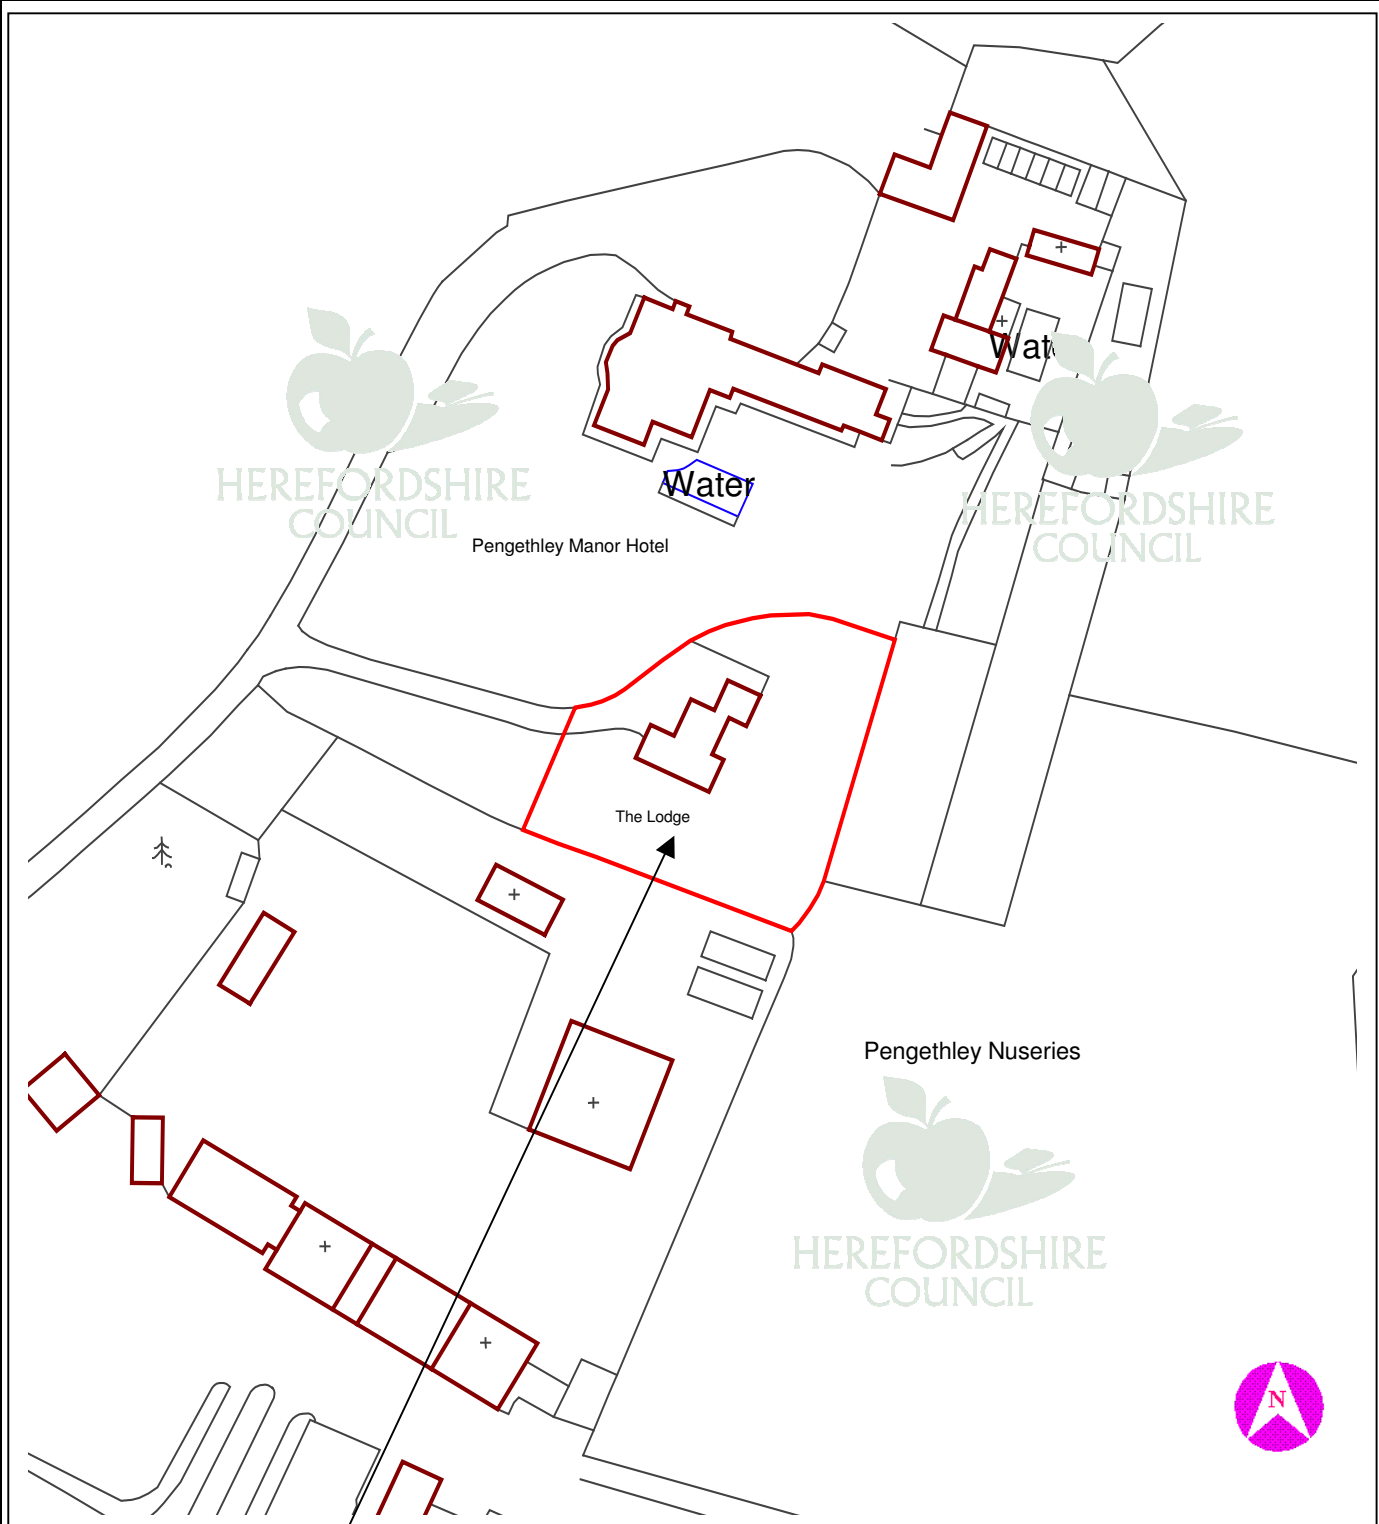 Wat
HEREFORDSHIRE
COUNCIL
Water
HEREFORDSHIRE
COUNCIL
Pengethley Manor Hotel
The Lodge
Pengethley Nuseries
HEREFORDSHIRE
COUNCIL
N